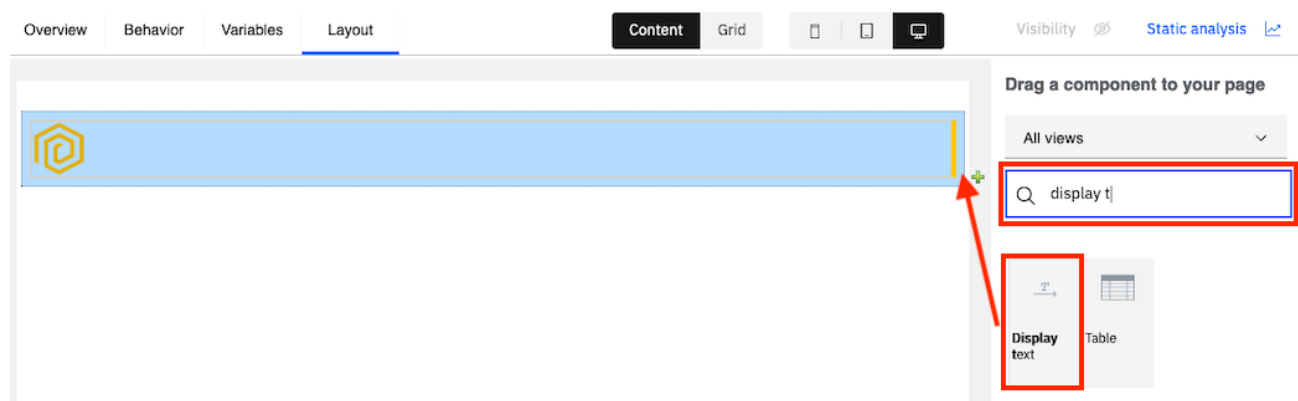 Overview Behavior Variables Layout Content Grid Visibility Static analysis
Drag a component to your page
All views
display t
Display text
Table